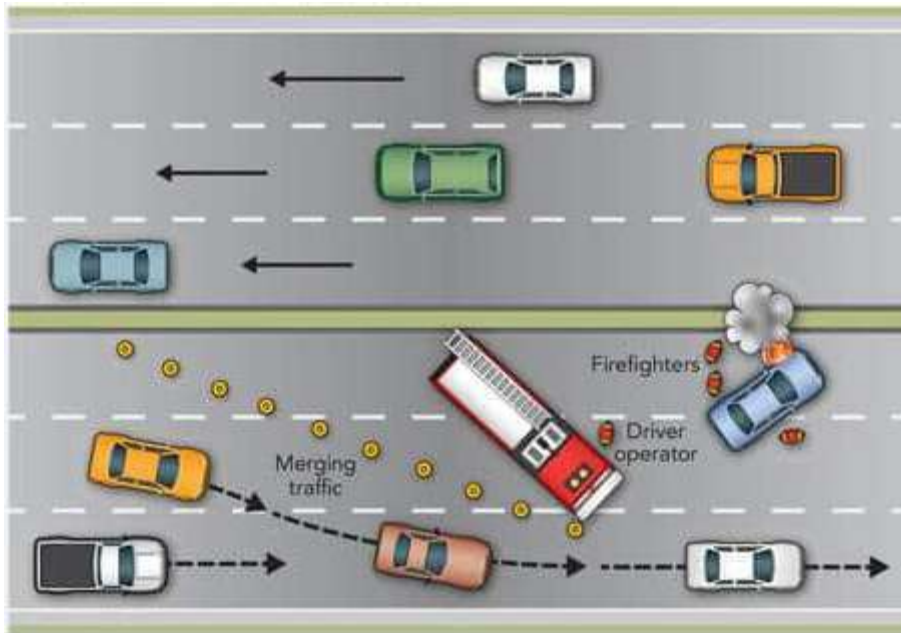 Firefighters
Driver
operator
Merging
traffic